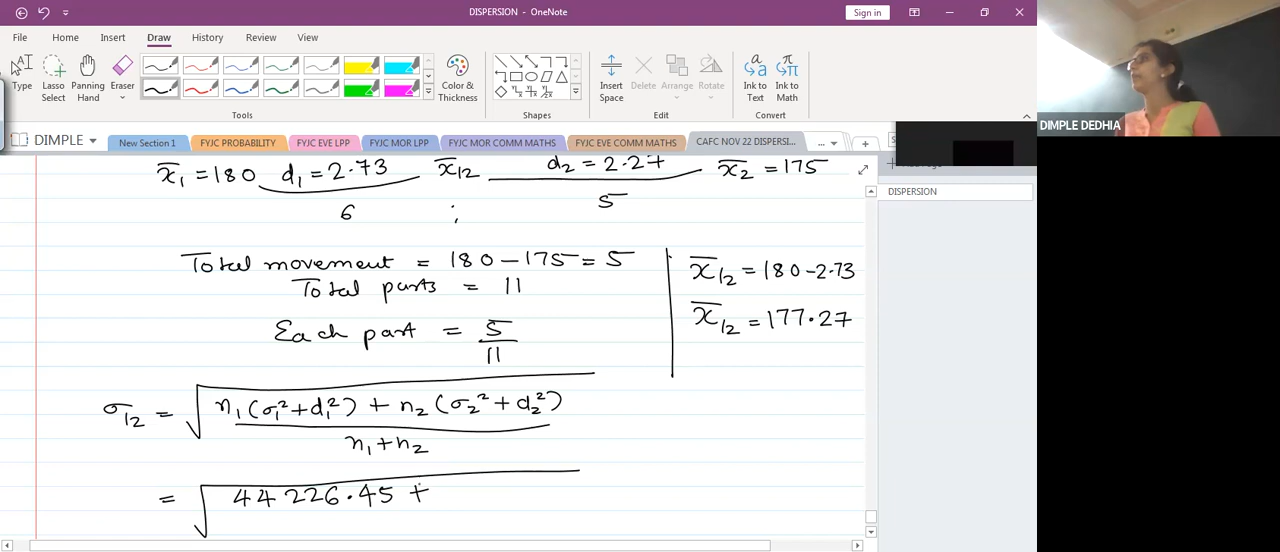 DISPERSION - OneNote
Sign in
File Home Insert Draw History Review View
Type
Lasso Select
Panning Hand
Eraser
Color & Thickness
Insert Space
Delete
Arrange
Rotate
Ink to Text
Ink to Math
Tools
Shapes
Edit
Convert
DIMPLE DEDHIA
DIMPLE
New Section 1
FYJC PROBABILITY
FYJC EVE LPP
FYJC MOR LPP
FYJC MOR COMM MATHS
FYJC EVE COMM MATHS
CAFC NOV 22 DISPERSI...
DISPERSION
x̅₁ = 180 d₁ = 2.73 x̅₁₂ d₂ = 2.27 x̅₂ = 175
6 ; 5
Total movement = 180 - 175 = 5
Total parts = 11
Each part = 5/11
x̅₁₂ = 180 - 2.73
x̅₁₂ = 177.27
σ₁₂ = √(n₁(σ₁² + d₁²) + n₂(σ₂² + d₂²) / n₁ + n₂)
= √44226.45 +